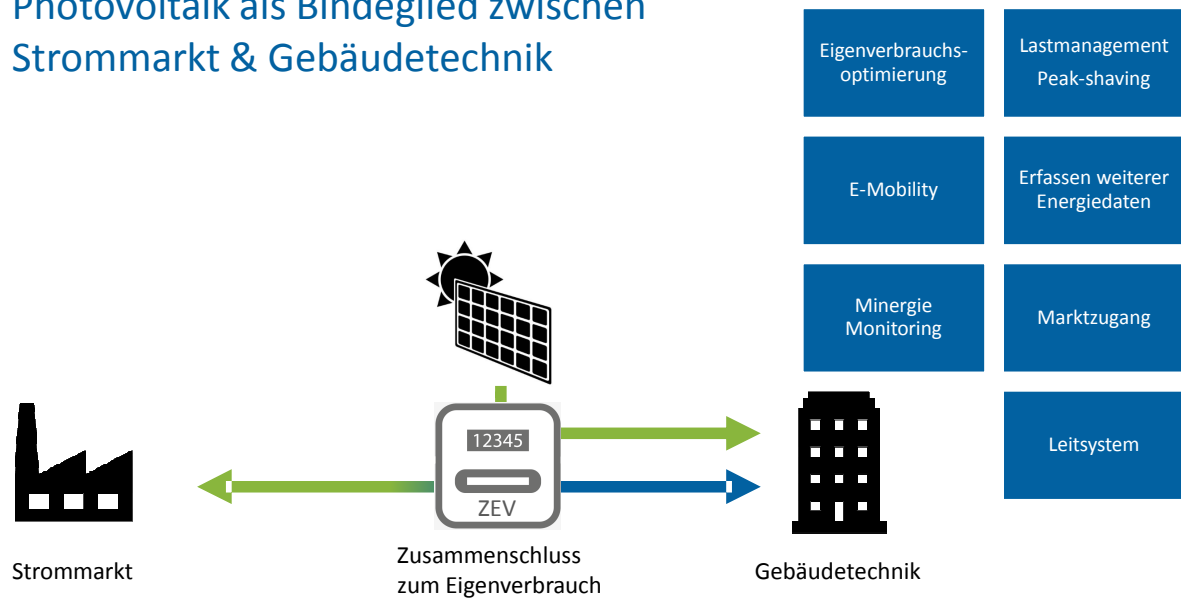 Photovoltaik als Bindeglied zwischen
Strommarkt & Gebäudetechnik
Eigenverbrauchs-
optimierung
Lastmanagement
Peak-shaving
E-Mobility
Erfassen weiterer
Energiedaten
Minergie
Monitoring
Marktzugang
Leitsystem
12345
ZEV
Strommarkt
Zusammenschluss
zum Eigenverbrauch
Gebäudetechnik